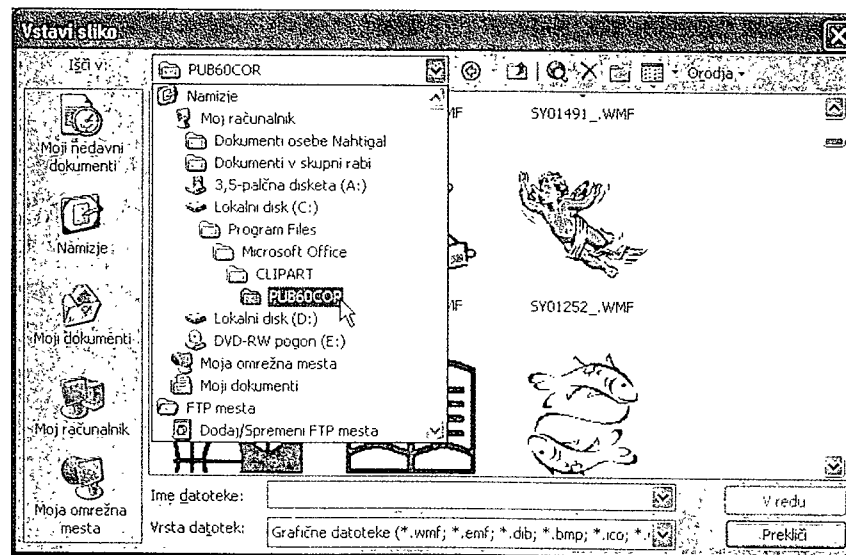 Vstavi sliko
Išči v:
PUB60COR
Orodja
Namizje
Moj računalnik
Dokumenti osebe Nahtigal
Dokumenti v skupni rabi
3,5-palčna disketa (A:)
Lokalni disk (C:)
Program Files
Microsoft Office
CLIPART
PUB60COR
Lokalni disk (D:)
DVD-RW pogon (E:)
Moja omrežna mesta
Moji dokumenti
FTP mesta
Dodaj/Spremeni FTP mesta
Moji nedavni
dokumenti
Namizje
Moji dokumenti
Moj računalnik
Moja omrežna
mesta
SY01491_.WMF
SY01252_.WMF
Ime datoteke:
V redu
Vrsta datotek:
Grafične datoteke (*.wmf; *.emf; *.dib; *.bmp; *.ico; *.
Prekliči